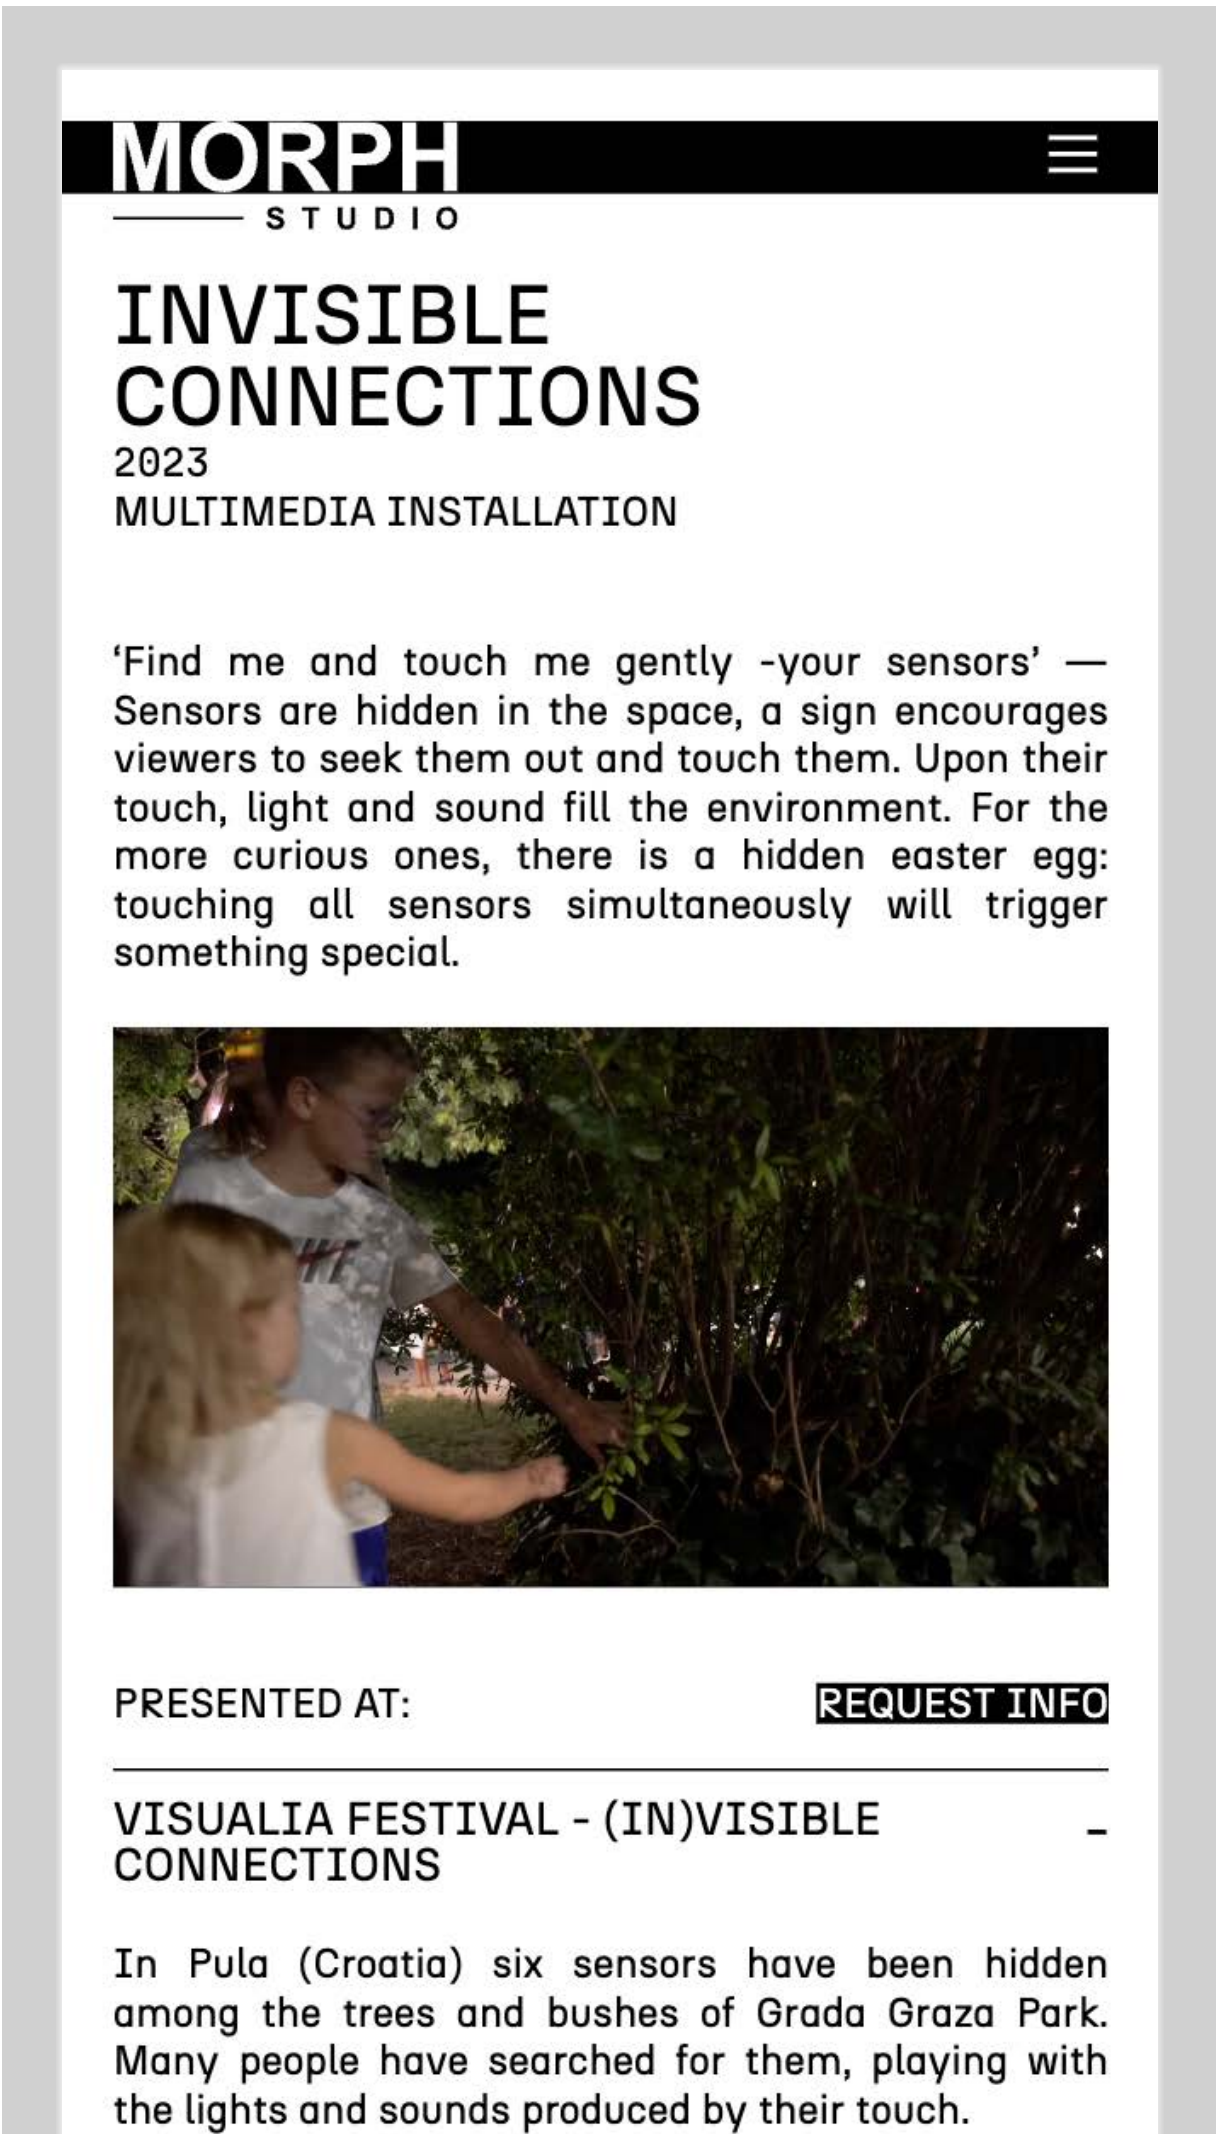 MORPH
STUDIO
INVISIBLE
CONNECTIONS
2023
MULTIMEDIA INSTALLATION
‘Find me and touch me gently -your sensors’ —
Sensors are hidden in the space, a sign encourages
viewers to seek them out and touch them. Upon their
touch, light and sound fill the environment. For the
more curious ones, there is a hidden easter egg:
touching all sensors simultaneously will trigger
something special.
PRESENTED AT:
REQUEST INFO
VISUALIA FESTIVAL - (IN)VISIBLE
CONNECTIONS
In Pula (Croatia) six sensors have been hidden
among the trees and bushes of Grada Graza Park.
Many people have searched for them, playing with
the lights and sounds produced by their touch.